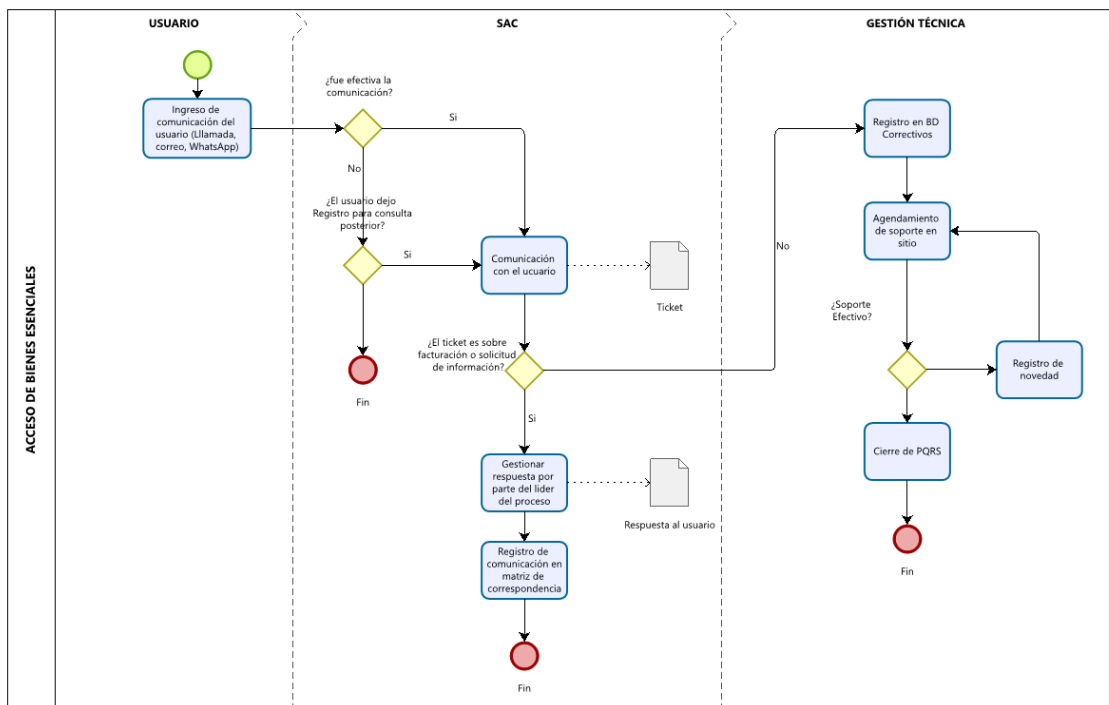 USUARIO
SAC
GESTIÓN TÉCNICA
ACCESO DE BIENES ESENCIALES
Ingreso de
comunicación del
usuario (Lllamada,
correo, WhatsApp)
¿fue efectiva la
comunicación?
Si
No
¿El usuario dejo
Registro para consulta
posterior?
Si
Fin
Comunicación
con el ucuario
Ticket
¿El ticket es sobre
facturación o solicitud
de información?
No
Si
Gestionar
respuesta por
parte del lider
del proceso
Respuesta al usuario
Registro de
comunicación en
matriz de
correspondencia
Fin
Registro en BD
Correctivos
Agendamiento
de soporte en
sitio
¿Soporte
Efectivo?
Registro de
novedad
Cierre de PQRS
Fin